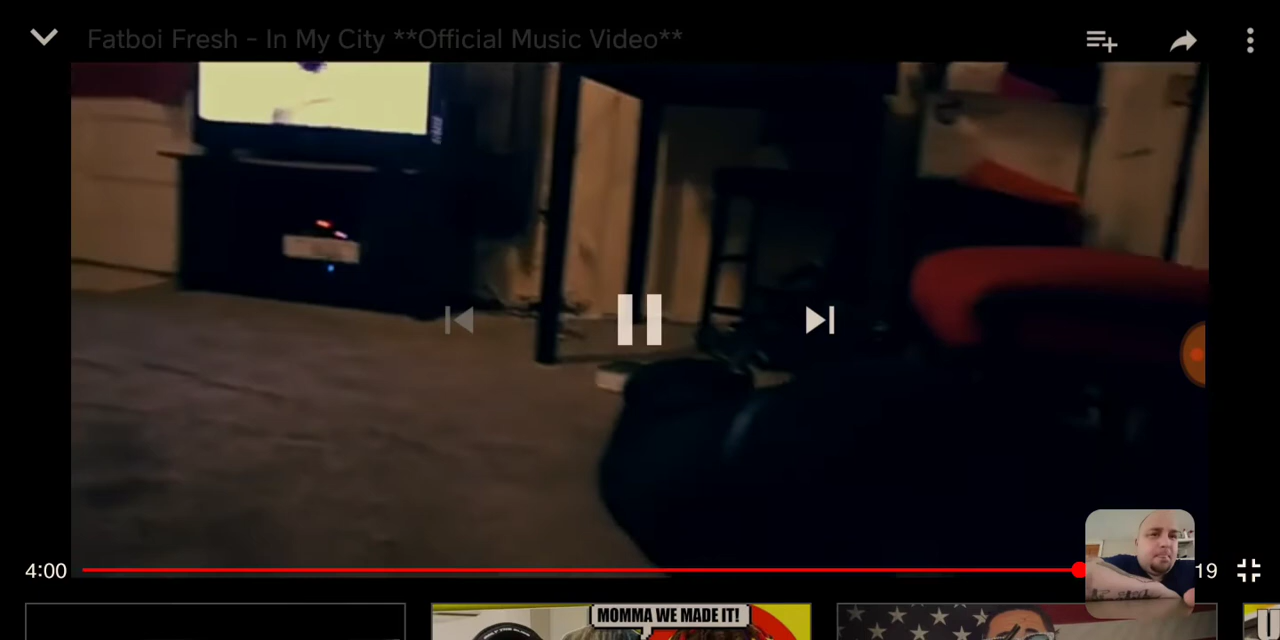 Fatboi Fresh - In My City **Official Music Video**
4:00
19
MOMMA WE MADE IT!